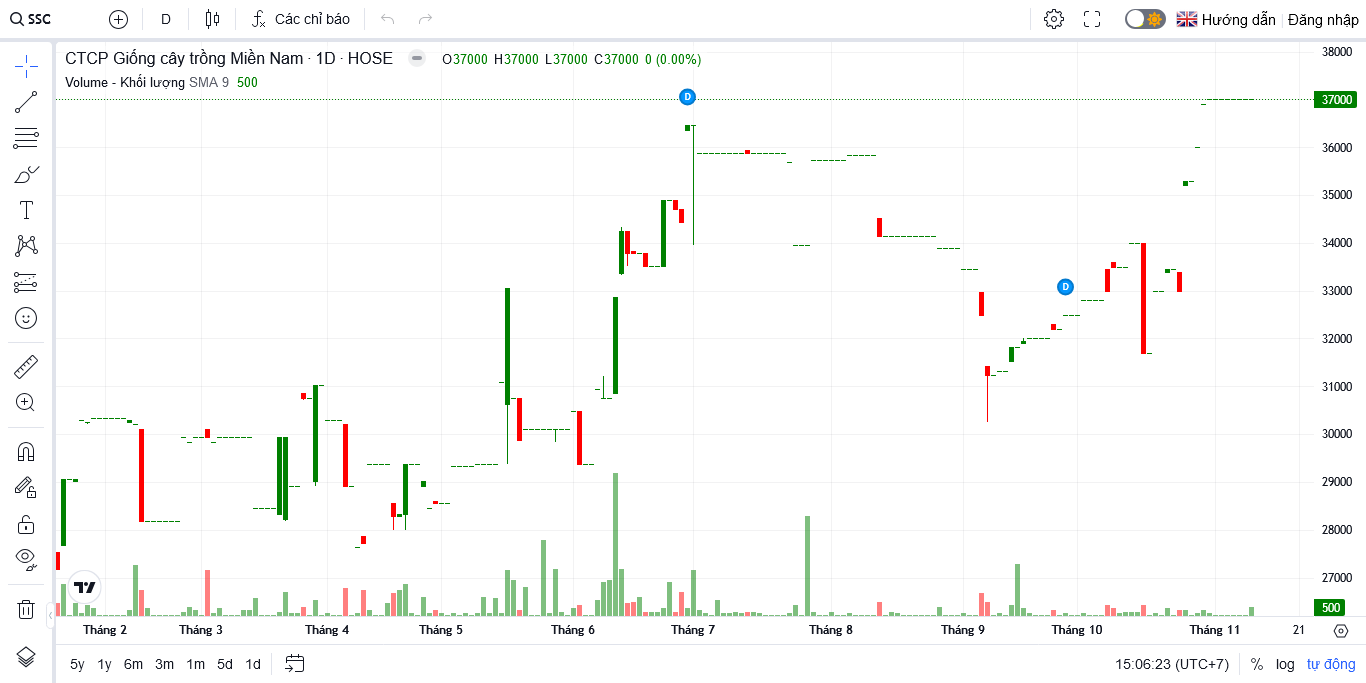 SSC
D
Các chỉ báo
Hướng dẫn
Đăng nhập
CTCP Giống cây trồng Miền Nam · 1D · HOSE
O37000 H37000 L37000 C37000 0 (0.00%)
Volume - Khối lượng SMA 9 500
D
D
38000
37000
36000
35000
34000
33000
32000
31000
30000
29000
28000
27000
500
Tháng 2
Tháng 3
Tháng 4
Tháng 5
Tháng 6
Tháng 7
Tháng 8
Tháng 9
Tháng 10
Tháng 11
21
5y 1y 6m 3m 1m 5d 1d
15:06:23 (UTC+7)
% log tự động